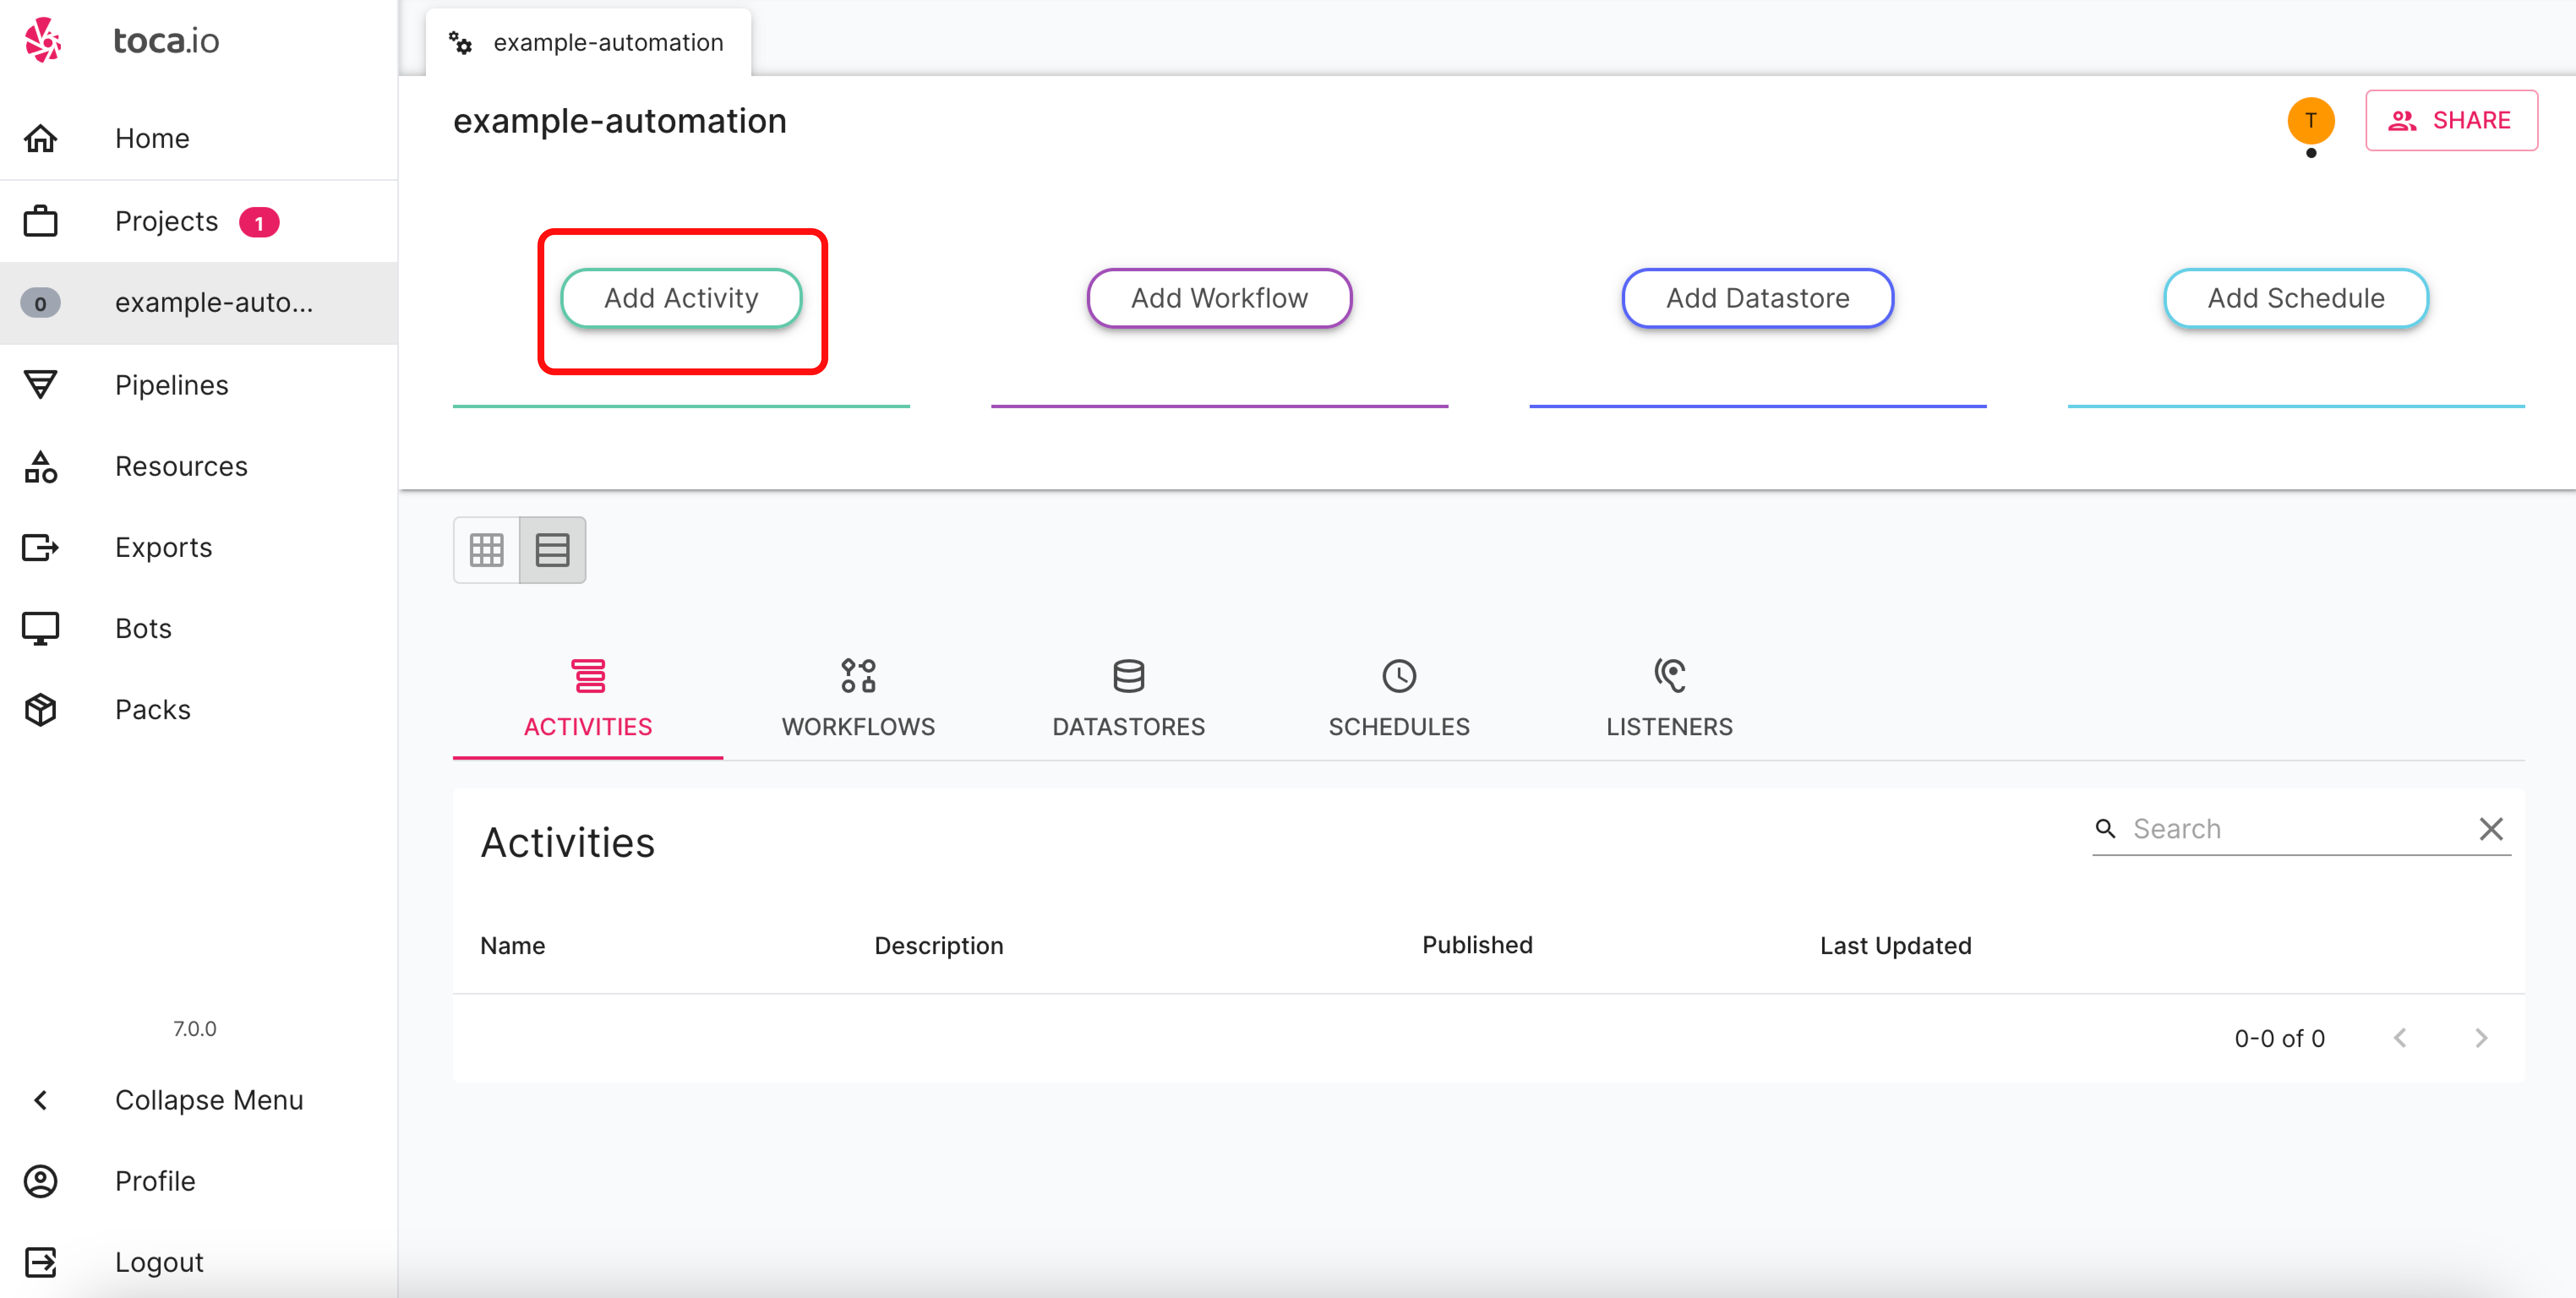 toca.io
Home
Projects 1
0 example-auto...
Pipelines
Resources
Exports
Bots
Packs
7.0.0
Collapse Menu
Profile
Logout
example-automation
example-automation
T
SHARE
Add Activity
Add Workflow
Add Datastore
Add Schedule
ACTIVITIES
WORKFLOWS
DATASTORES
SCHEDULES
LISTENERS
Activities
Search
Name Description Published Last Updated
0-0 of 0